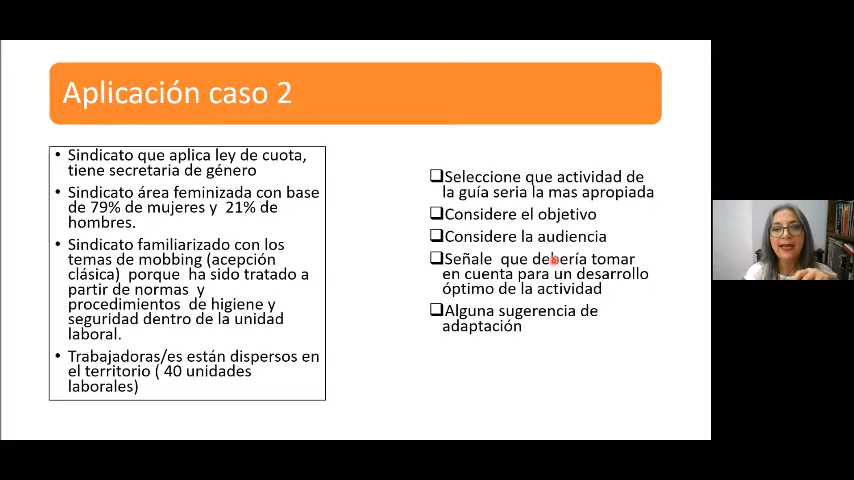 Aplicación caso 2
• Sindicato que aplica ley de cuota,
tiene secretaria de género
• Sindicato área feminizada con base
de 79% de mujeres y 21% de
hombres.
• Sindicato familiarizado con los
temas de mobbing (acepción
clásica) porque ha sido tratado a
partir de normas y
procedimientos de higiene y
seguridad dentro de la unidad
laboral.
• Trabajadoras/es están dispersos en
el territorio ( 40 unidades
laborales)
❑Seleccione que actividad de
la guía seria la mas apropiada
❑Considere el objetivo
❑Considere la audiencia
❑Señale que debería tomar
en cuenta para un desarrollo
óptimo de la actividad
❑Alguna sugerencia de
adaptación